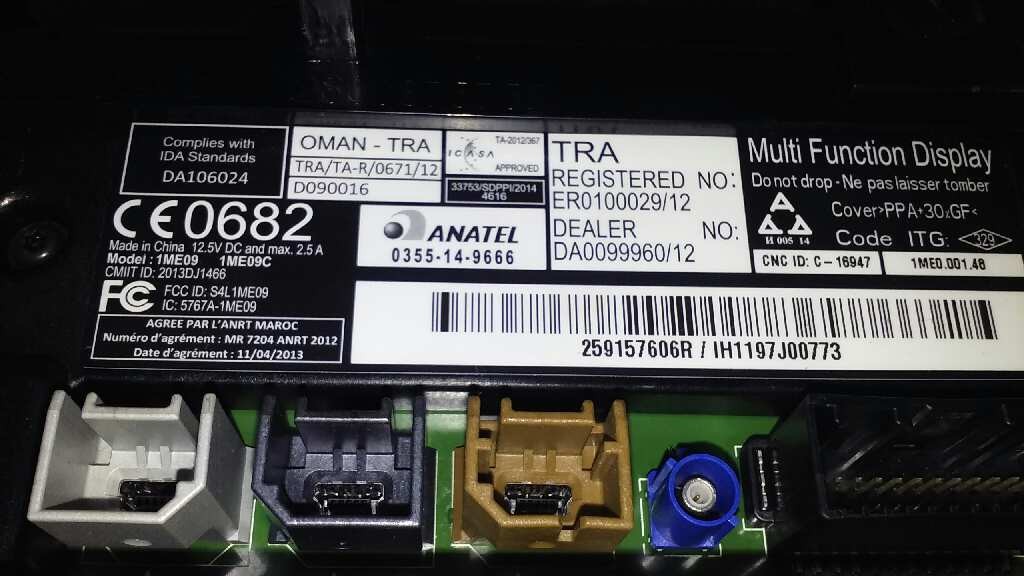 Complies with
IDA Standards
DA106024
OMAN - TRA
TRA/TA-R/0671/12
D090016
TA-2012/367
ICASA
APPROVED
33753/SDPPI/2014
4616
TRA
REGISTERED NO:
ER0100029/12
DEALER NO:
DA0099960/12
Multi Function Display
Do not drop - Ne pas laisser tomber
Cover>PPA+30%GF<
Code ITG: 329
H 005 14
CNC ID: C-16947
1ME0.001.48
CE0682
Made in China 12.5V DC and max. 2.5 A
Model : 1ME09 1ME09C
CMIIT ID: 2013DJ1466
FC FCC ID: S4L1ME09
IC: 5767A-1ME09
ANATEL
0355-14-9666
AGREE PAR L'ANRT MAROC
Numéro d'agrément : MR 7204 ANRT 2012
Date d'agrément : 11/04/2013
259157606R / IH1197J00773